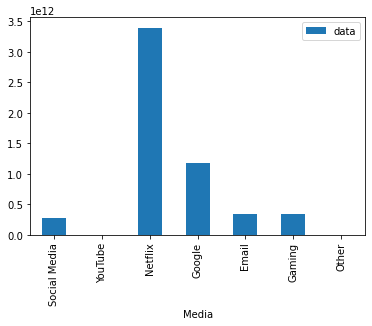 1e12
3.5
3.0
2.5
2.0
1.5
1.0
0.5
0.0
data
Social Media
YouTube
Netflix
Google
Email
Gaming
Other
Media